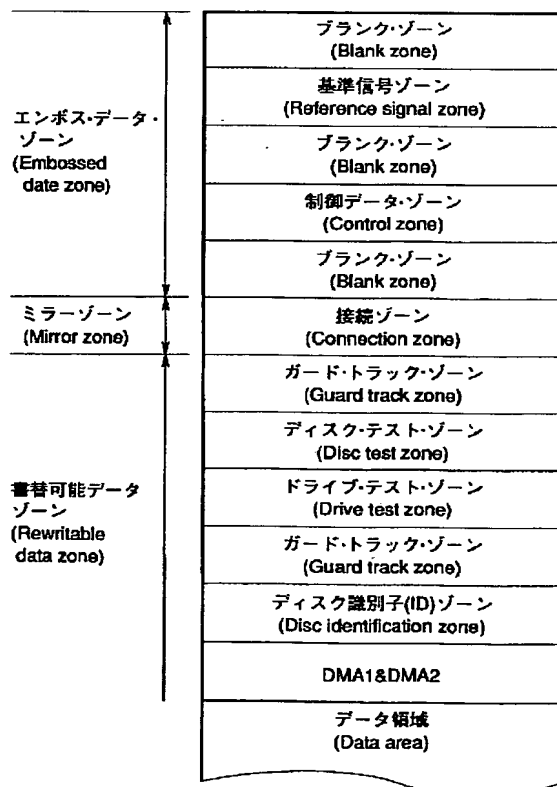 エンボス・データ・
ゾーン
(Embossed
date zone)
ミラーゾーン
(Mirror zone)
書替可能データ
ゾーン
(Rewritable
data zone)
ブランク・ゾーン
(Blank zone)
基準信号ゾーン
(Reference signal zone)
ブランク・ゾーン
(Blank zone)
制御データ・ゾーン
(Control zone)
ブランク・ゾーン
(Blank zone)
接続ゾーン
(Connection zone)
ガード・トラック・ゾーン
(Guard track zone)
ディスク・テスト・ゾーン
(Disc test zone)
ドライブ・テスト・ゾーン
(Drive test zone)
ガード・トラック・ゾーン
(Guard track zone)
ディスク識別子(ID)ゾーン
(Disc identification zone)
DMA1&DMA2
データ領域
(Data area)